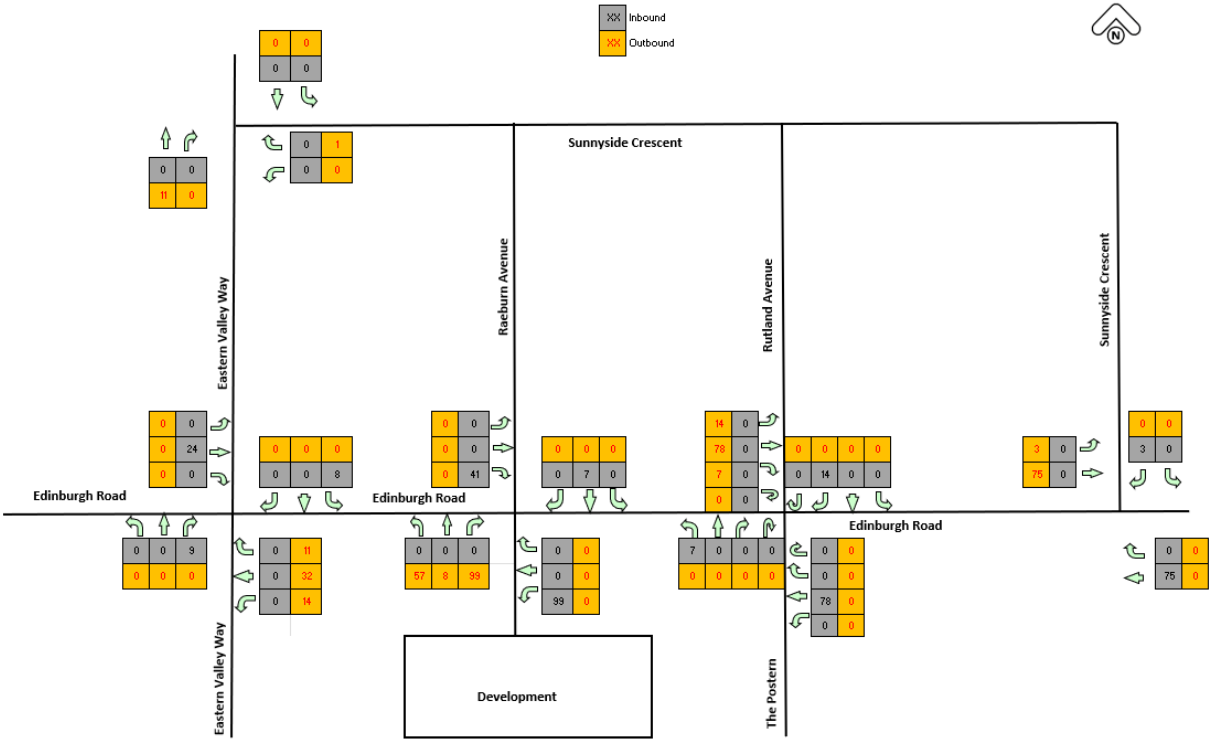 XX Inbound
XX Outbound
N
0 0
0 0
0 1
0 0
Sunnyside Crescent
0 0
11 0
Eastern Valley Way
Raeburn Avenue
Rutland Avenue
Sunnyside Crescent
0 0
0 24
0 0
0 0 0
0 0 8
0 0
0 0
0 41
0 0 0
0 7 0
14 0
78 0
7 0
0 0
0 0 0 0
0 14 0 0
3 0
75 0
0 0
3 0
Edinburgh Road
Edinburgh Road
Edinburgh Road
0 0 9
0 0 0
0 11
0 32
0 14
0 0 0
57 8 99
0 0
0 0
99 0
7 0 0 0
0 0 0 0
0 0
0 0
78 0
0 0
0 0
75 0
Eastern Valley Way
Development
The Postern